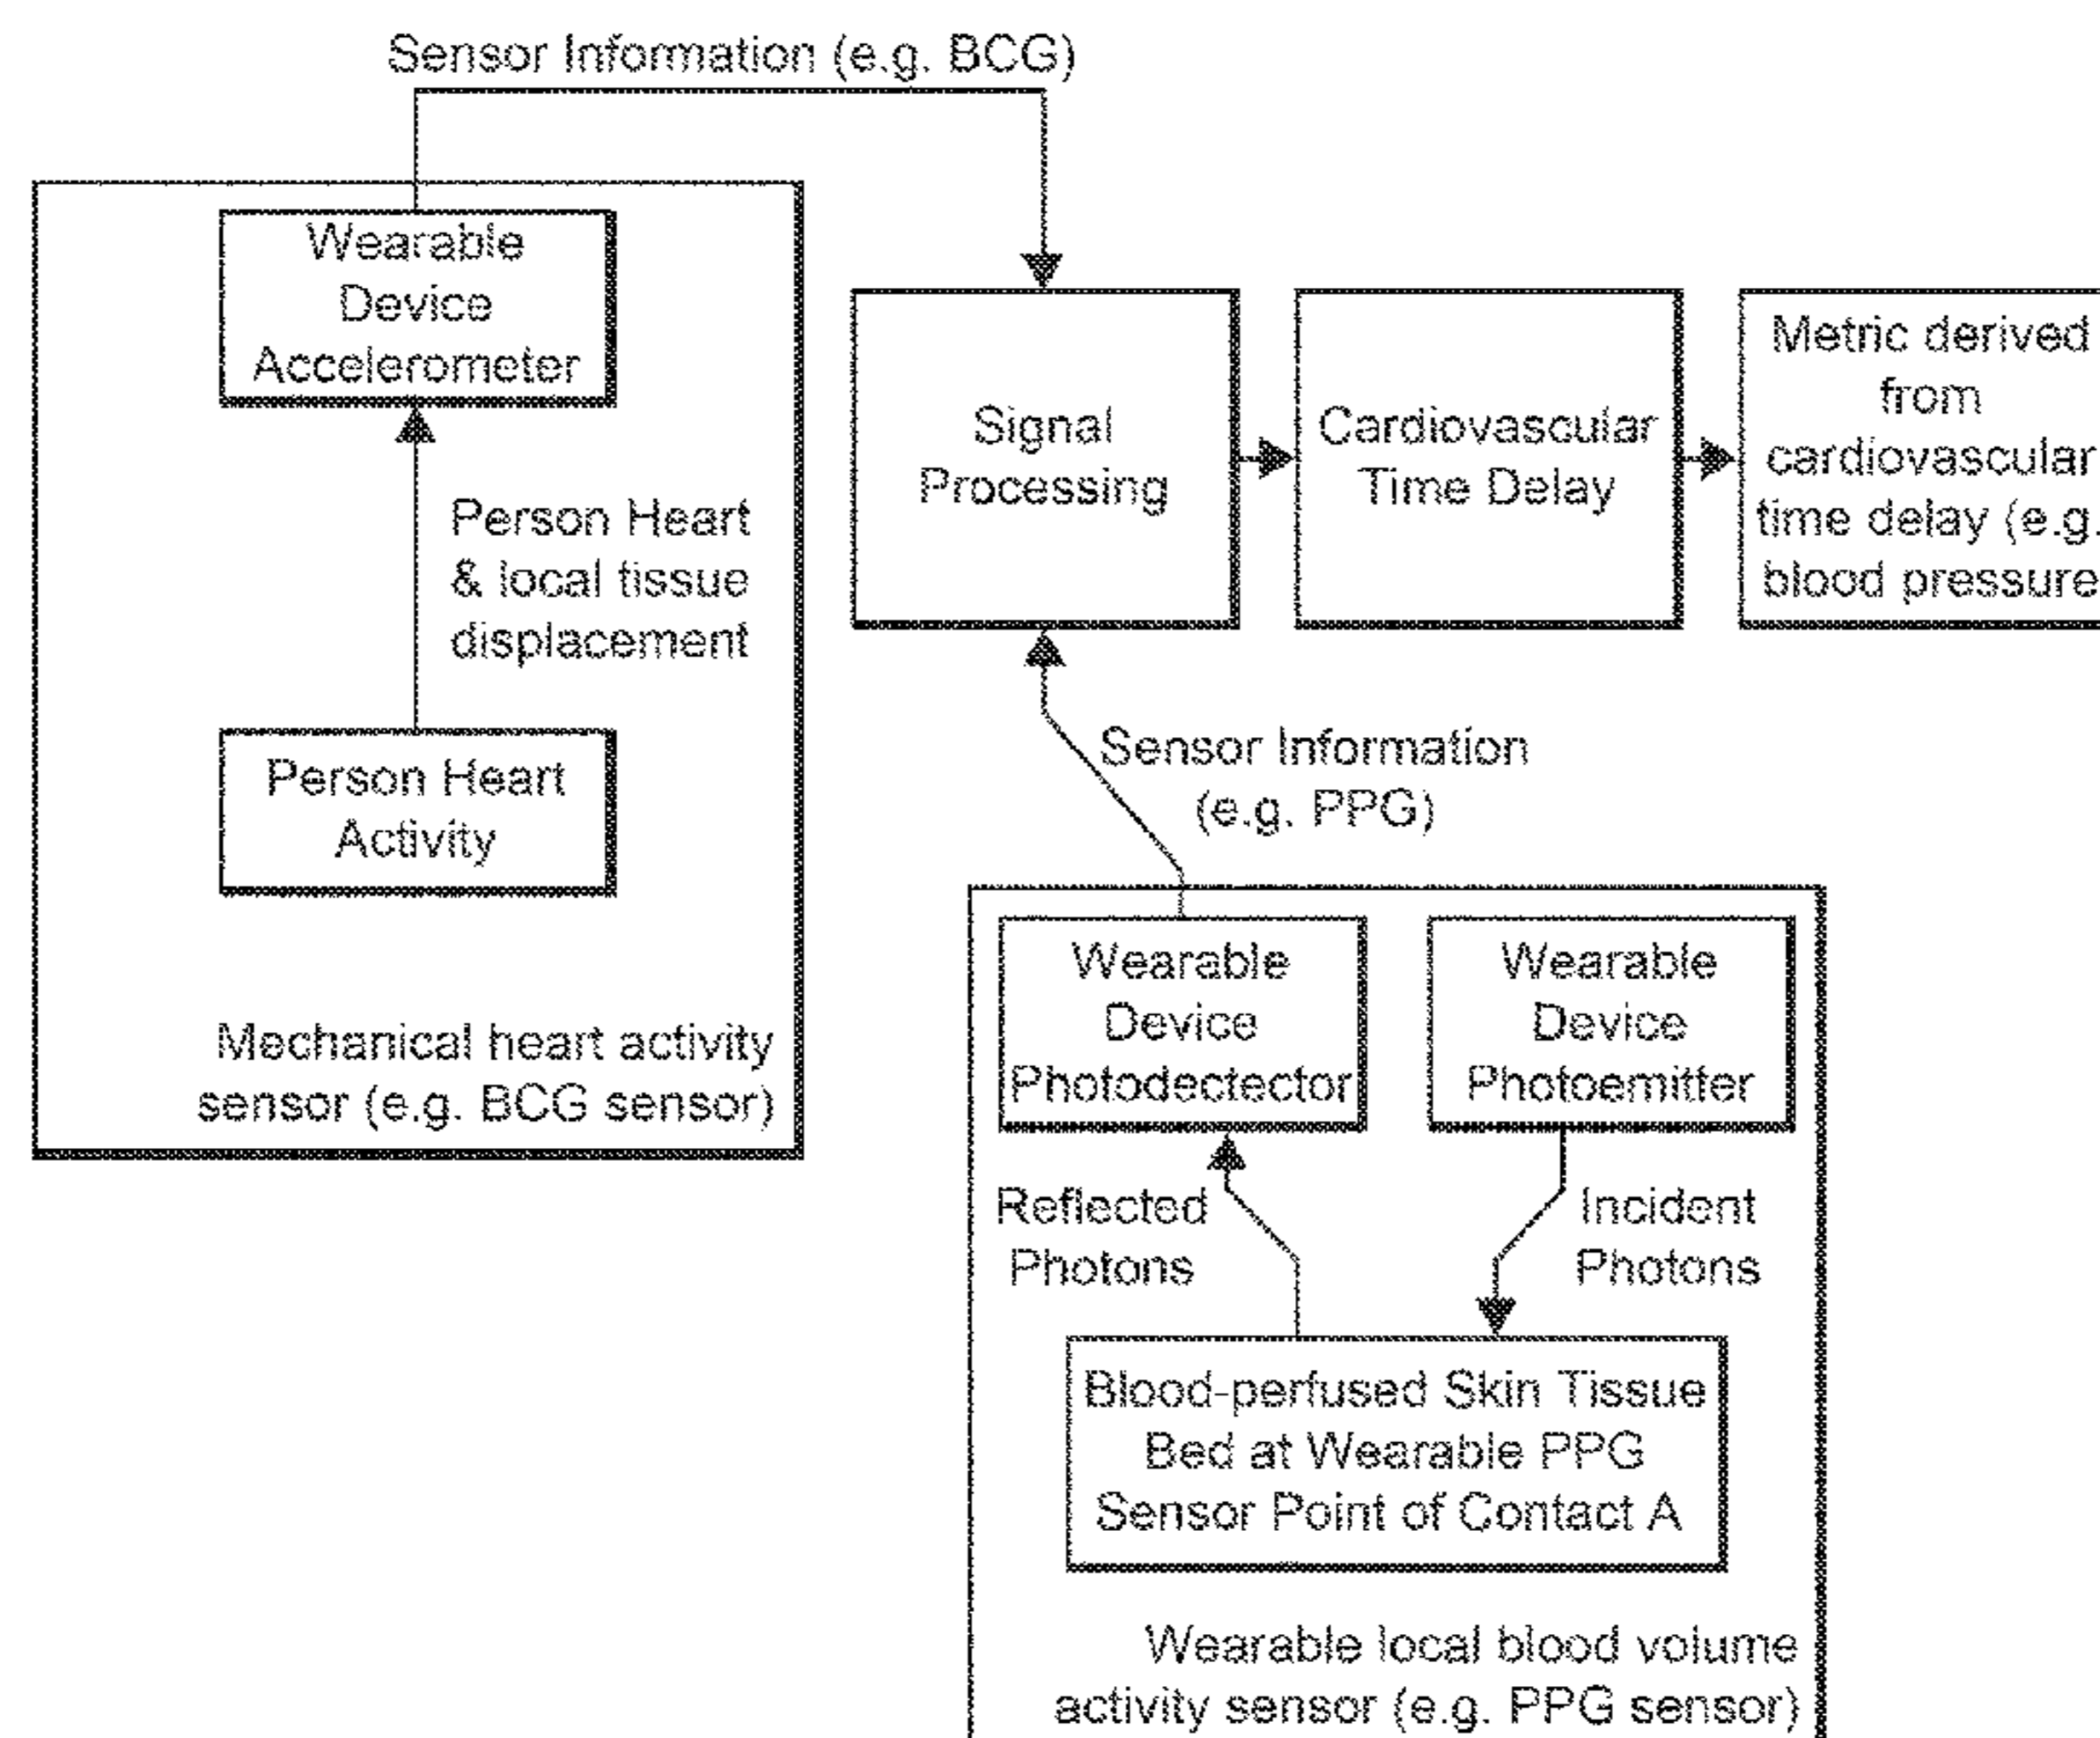 Sensor Information (e.g. BCG)
Wearable
Device
Accelerometer
Person Heart
& local tissue
displacement
Person Heart
Activity
Mechanical heart activity
sensor (e.g. BCG sensor)
Signal
Processing
Cardiovascular
Time Delay
Metric derived
from
cardiovascular
time delay (e.g.
blood pressure
Sensor Information
(e.g. PPG)
Wearable
Device
Photodectector
Wearable
Device
Photoemitter
Reflected
Photons
Incident
Photons
Blood-perfused Skin Tissue
Bed at Wearable PPG
Sensor Point of Contact A
Wearable local blood volume
activity sensor (e.g. PPG sensor)